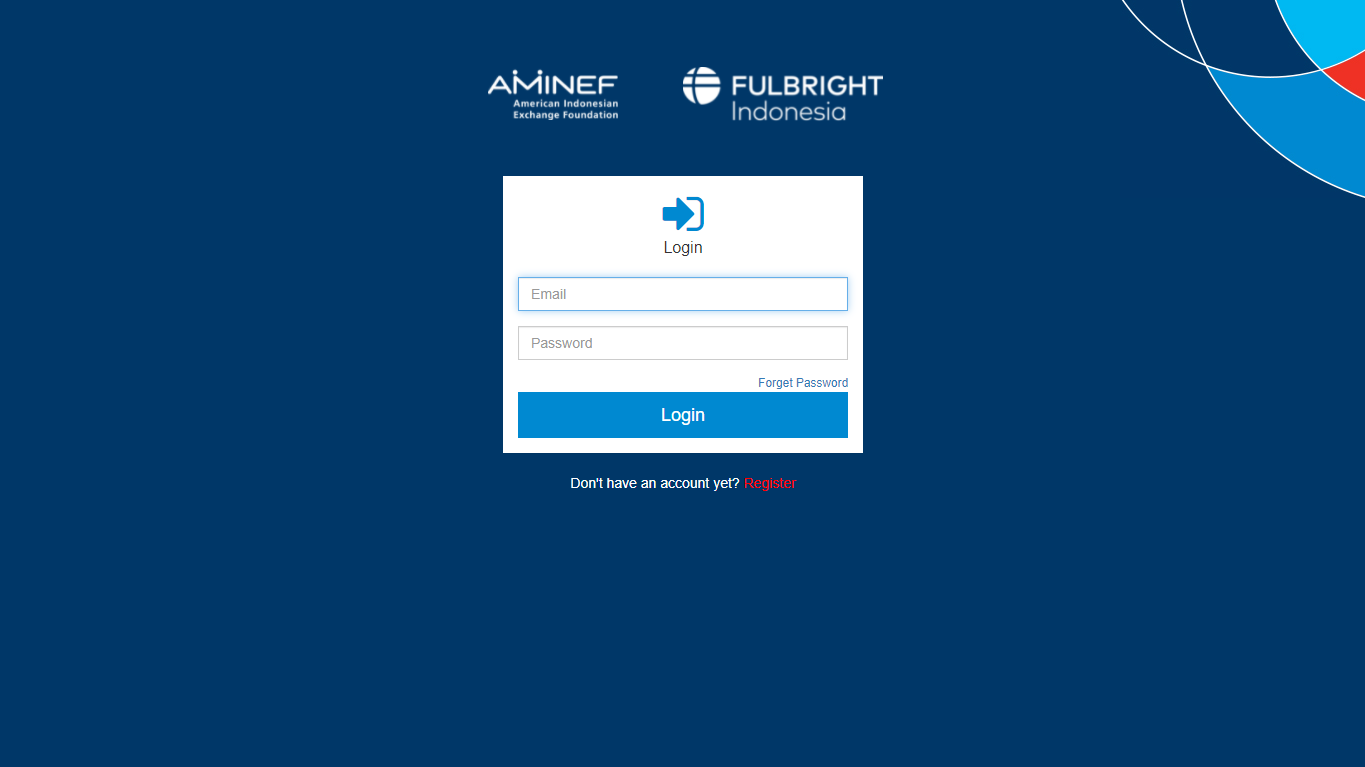 AMINEF
American Indonesian
Exchange Foundation
FULBRIGHT
Indonesia
Login
Email
Password
Forget Password
Login
Don't have an account yet? Register